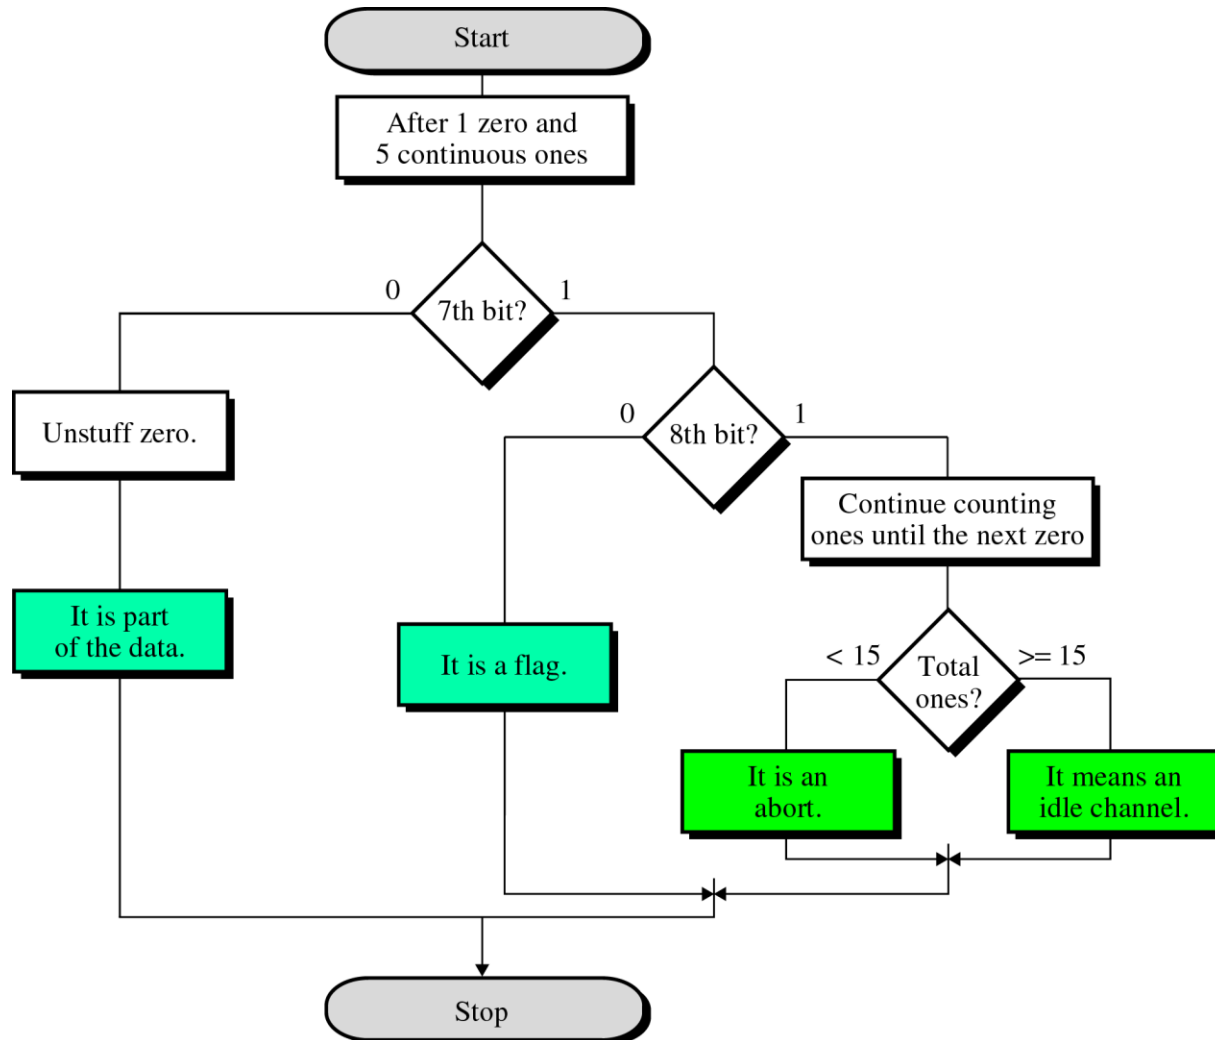 Start
After 1 zero and
5 continuous ones
0
7th bit?
1
Unstuff zero.
0
8th bit?
1
Continue counting
ones until the next zero
It is part
of the data.
It is a flag.
< 15
Total
ones?
>= 15
It is an
abort.
It means an
idle channel.
Stop